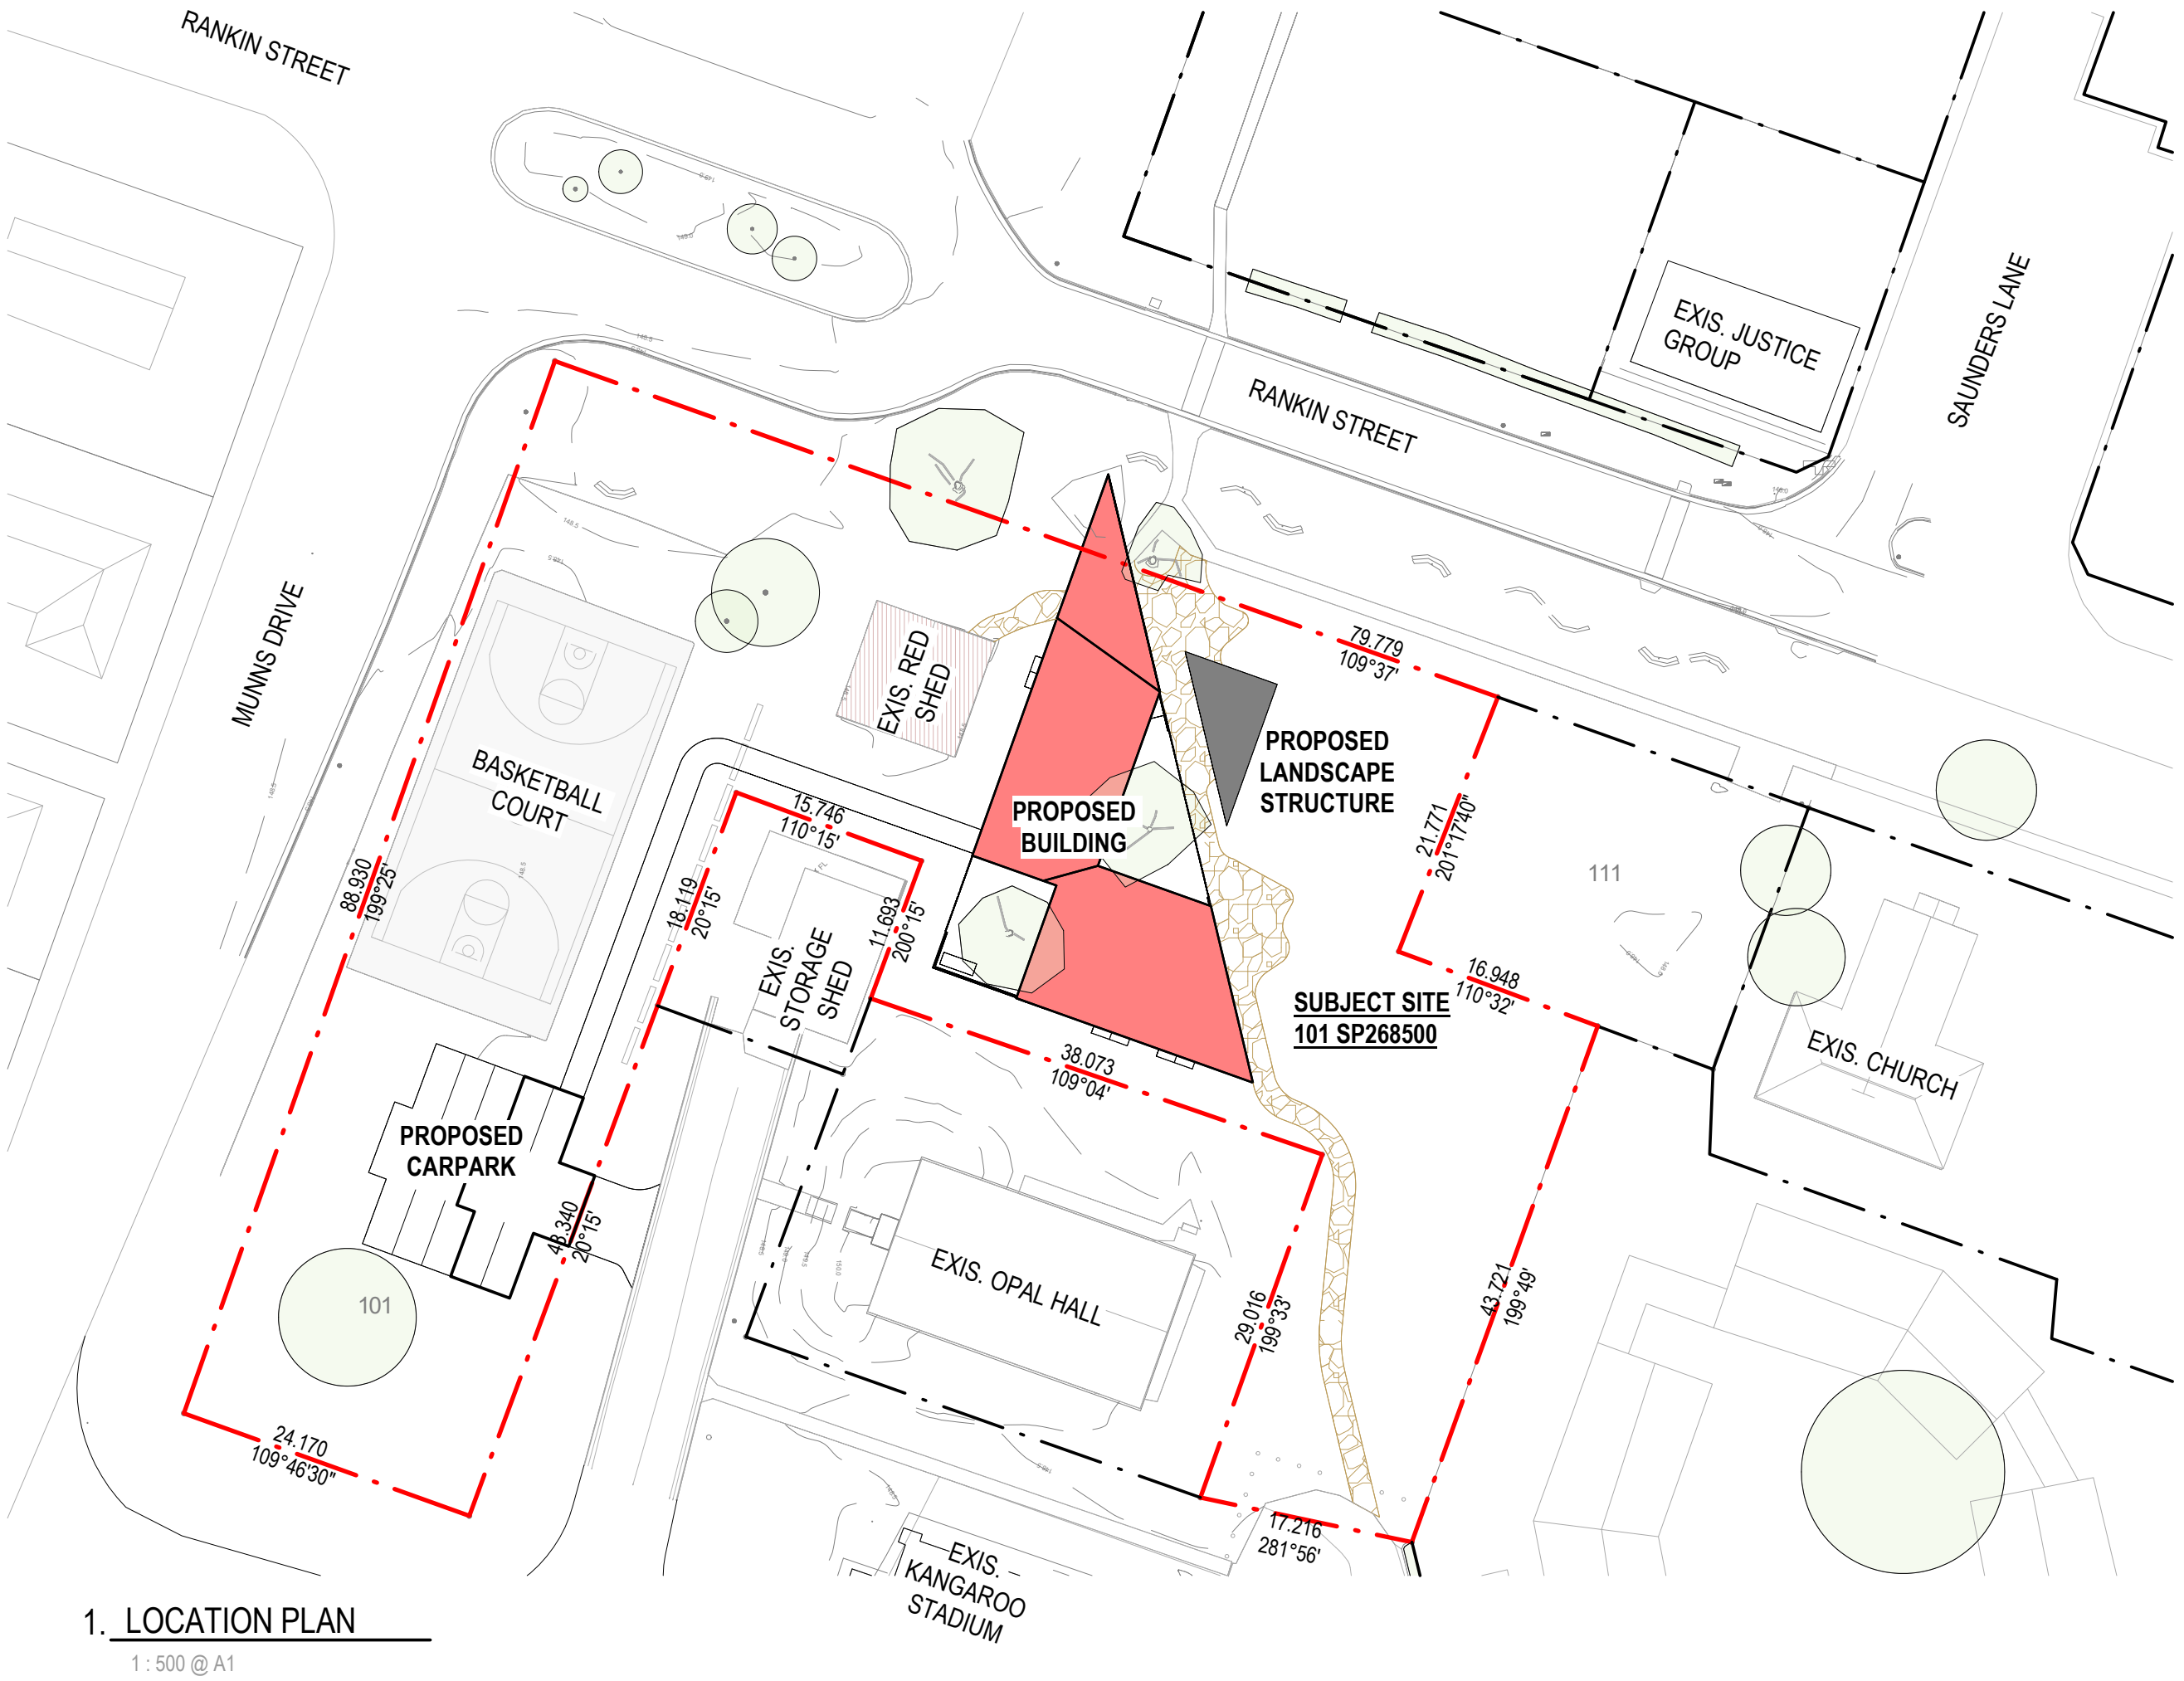 RANKIN STREET
EXIS. JUSTICE
GROUP
SAUNDERS LANE
RANKIN STREET
MUNNS DRIVE
EXIS. RED
SHED
79.779
109°37'
PROPOSED
LANDSCAPE
STRUCTURE
BASKETBALL
COURT
15.746
110°15'
PROPOSED
BUILDING
21.771
201°17'40"
111
88.930
199°25'
18.119
20°15'
11.693
200°15'
EXIS.
STORAGE
SHED
16.948
110°32'
SUBJECT SITE
101 SP268500
EXIS. CHURCH
38.073
109°04'
PROPOSED
CARPARK
48.340
20°15'
EXIS. OPAL HALL
29.016
199°33'
43.721
199°49'
101
24.170
109°46'30"
17.216
281°56'
EXIS.
KANGAROO
STADIUM
1. LOCATION PLAN
1 : 500 @ A1